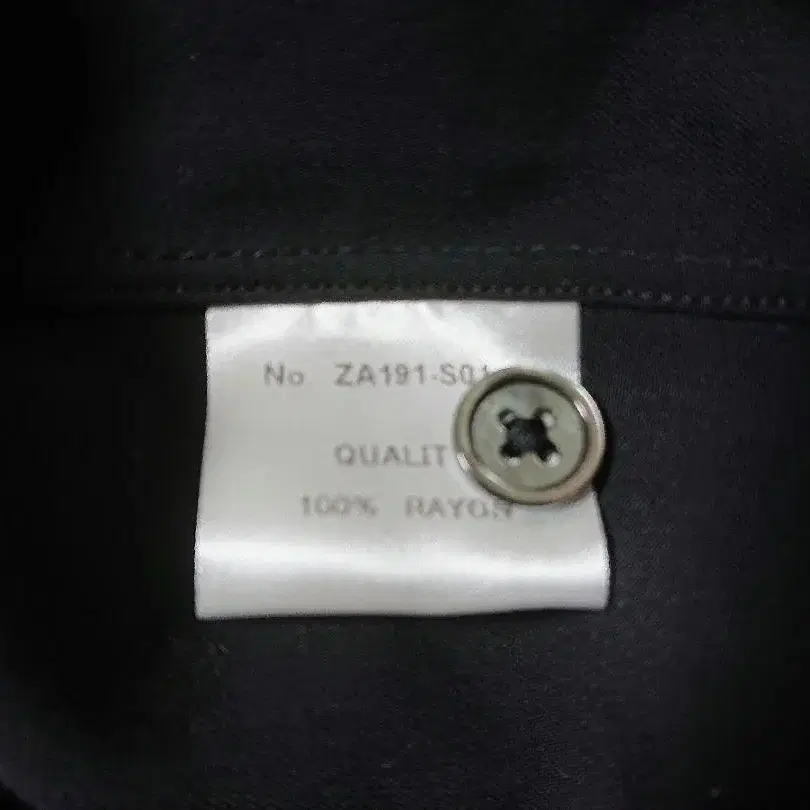 No ZA191-S01
QUALIT
100% RAYON